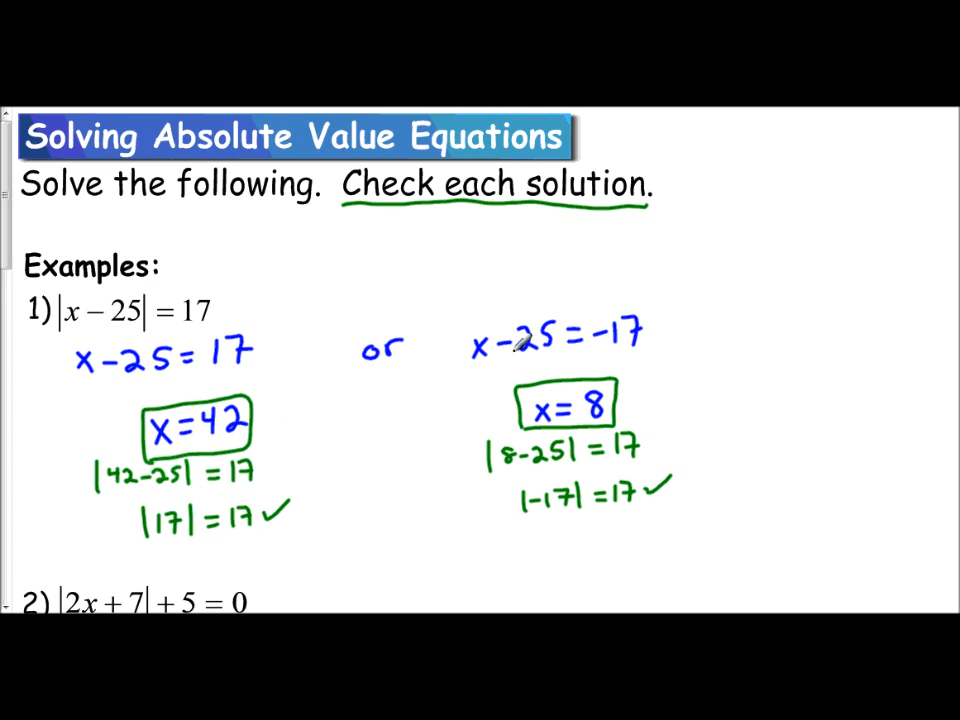 Solving Absolute Value Equations
Solve the following. Check each solution.
Examples:
1) |x – 25| = 17
x-25 = 17 or x-25 = -17
x=42 x= 8
|42-25| = 17 |8-25| = 17
|17| = 17 ✓ |-17| = 17 ✓
2) |2x + 7| + 5 = 0